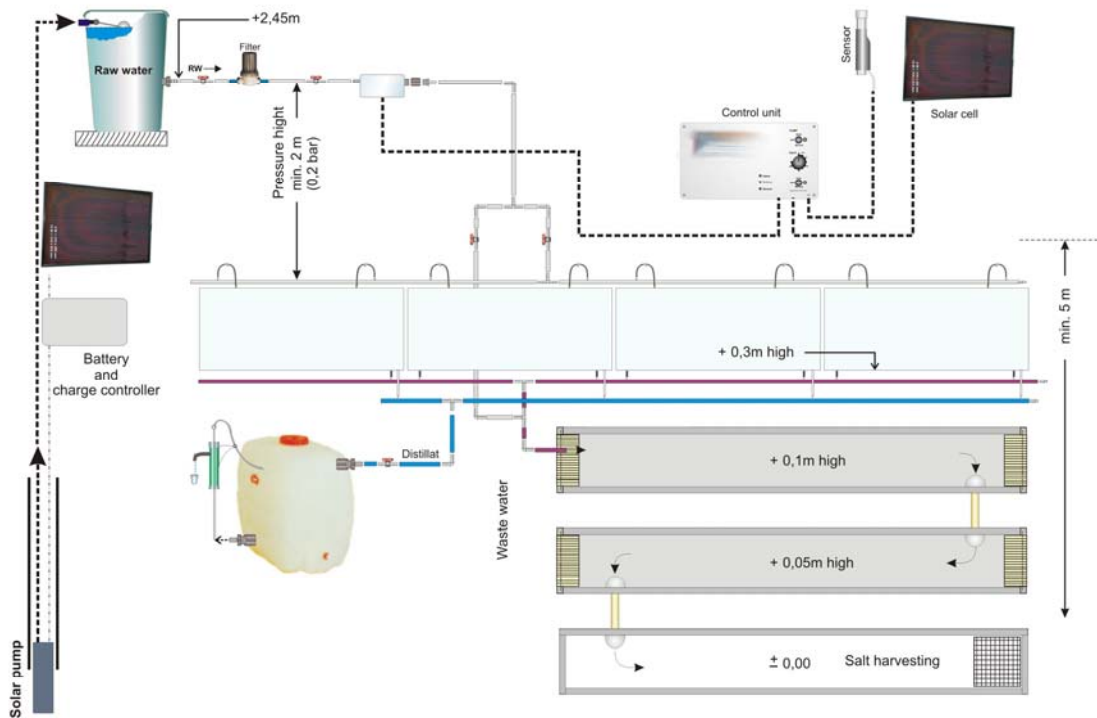 +2,45m
Filter
Raw water
RW
Pressure hight
min. 2 m
(0,2 bar)
Sensor
Control unit
Solar cell
min. 5 m
Battery
and
charge controller
+ 0,3m high
Distillat
Waste water
+ 0,1m high
+ 0,05m high
± 0,00
Salt harvesting
Solar pump